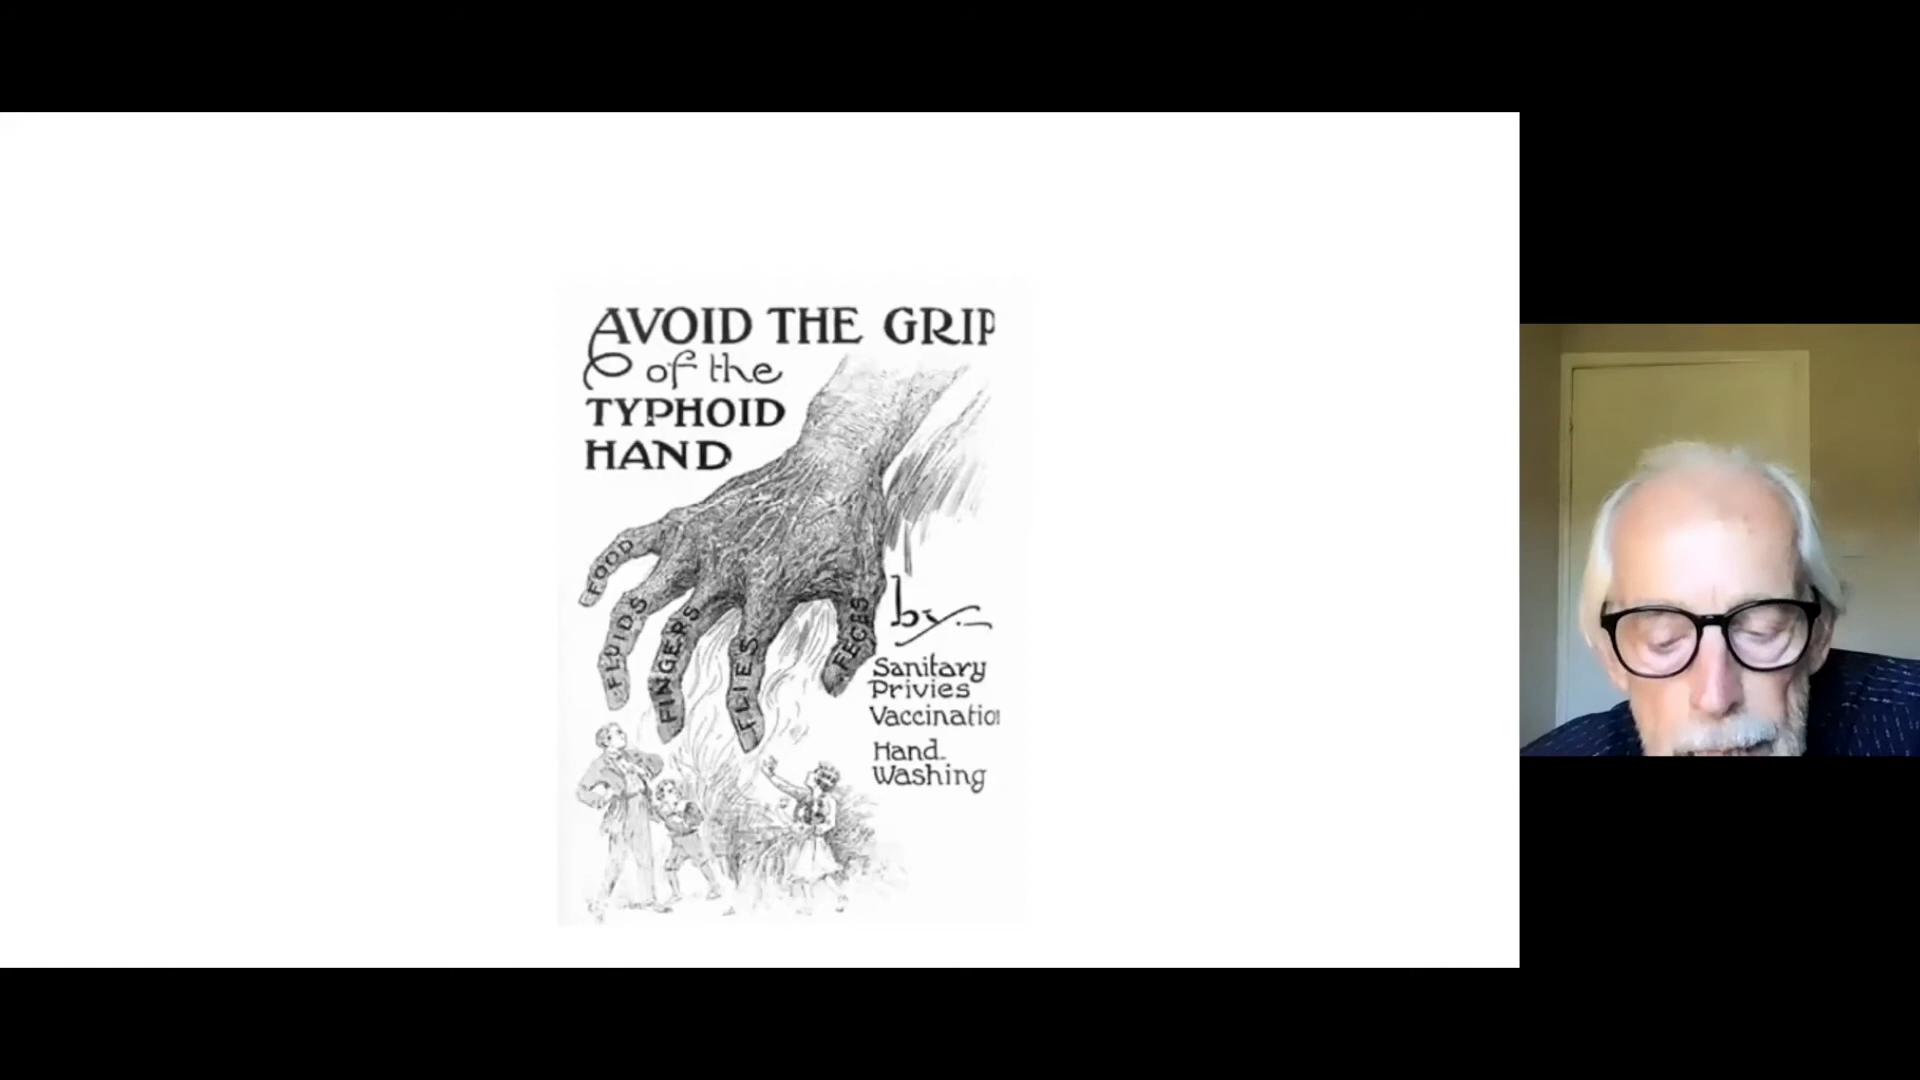 AVOID THE GRIP
of the
TYPHOID
HAND
FOOD
FLUIDS
FINGERS
FLIES
FECES
by
Sanitary
Privies
Vaccination
Hand
Washing